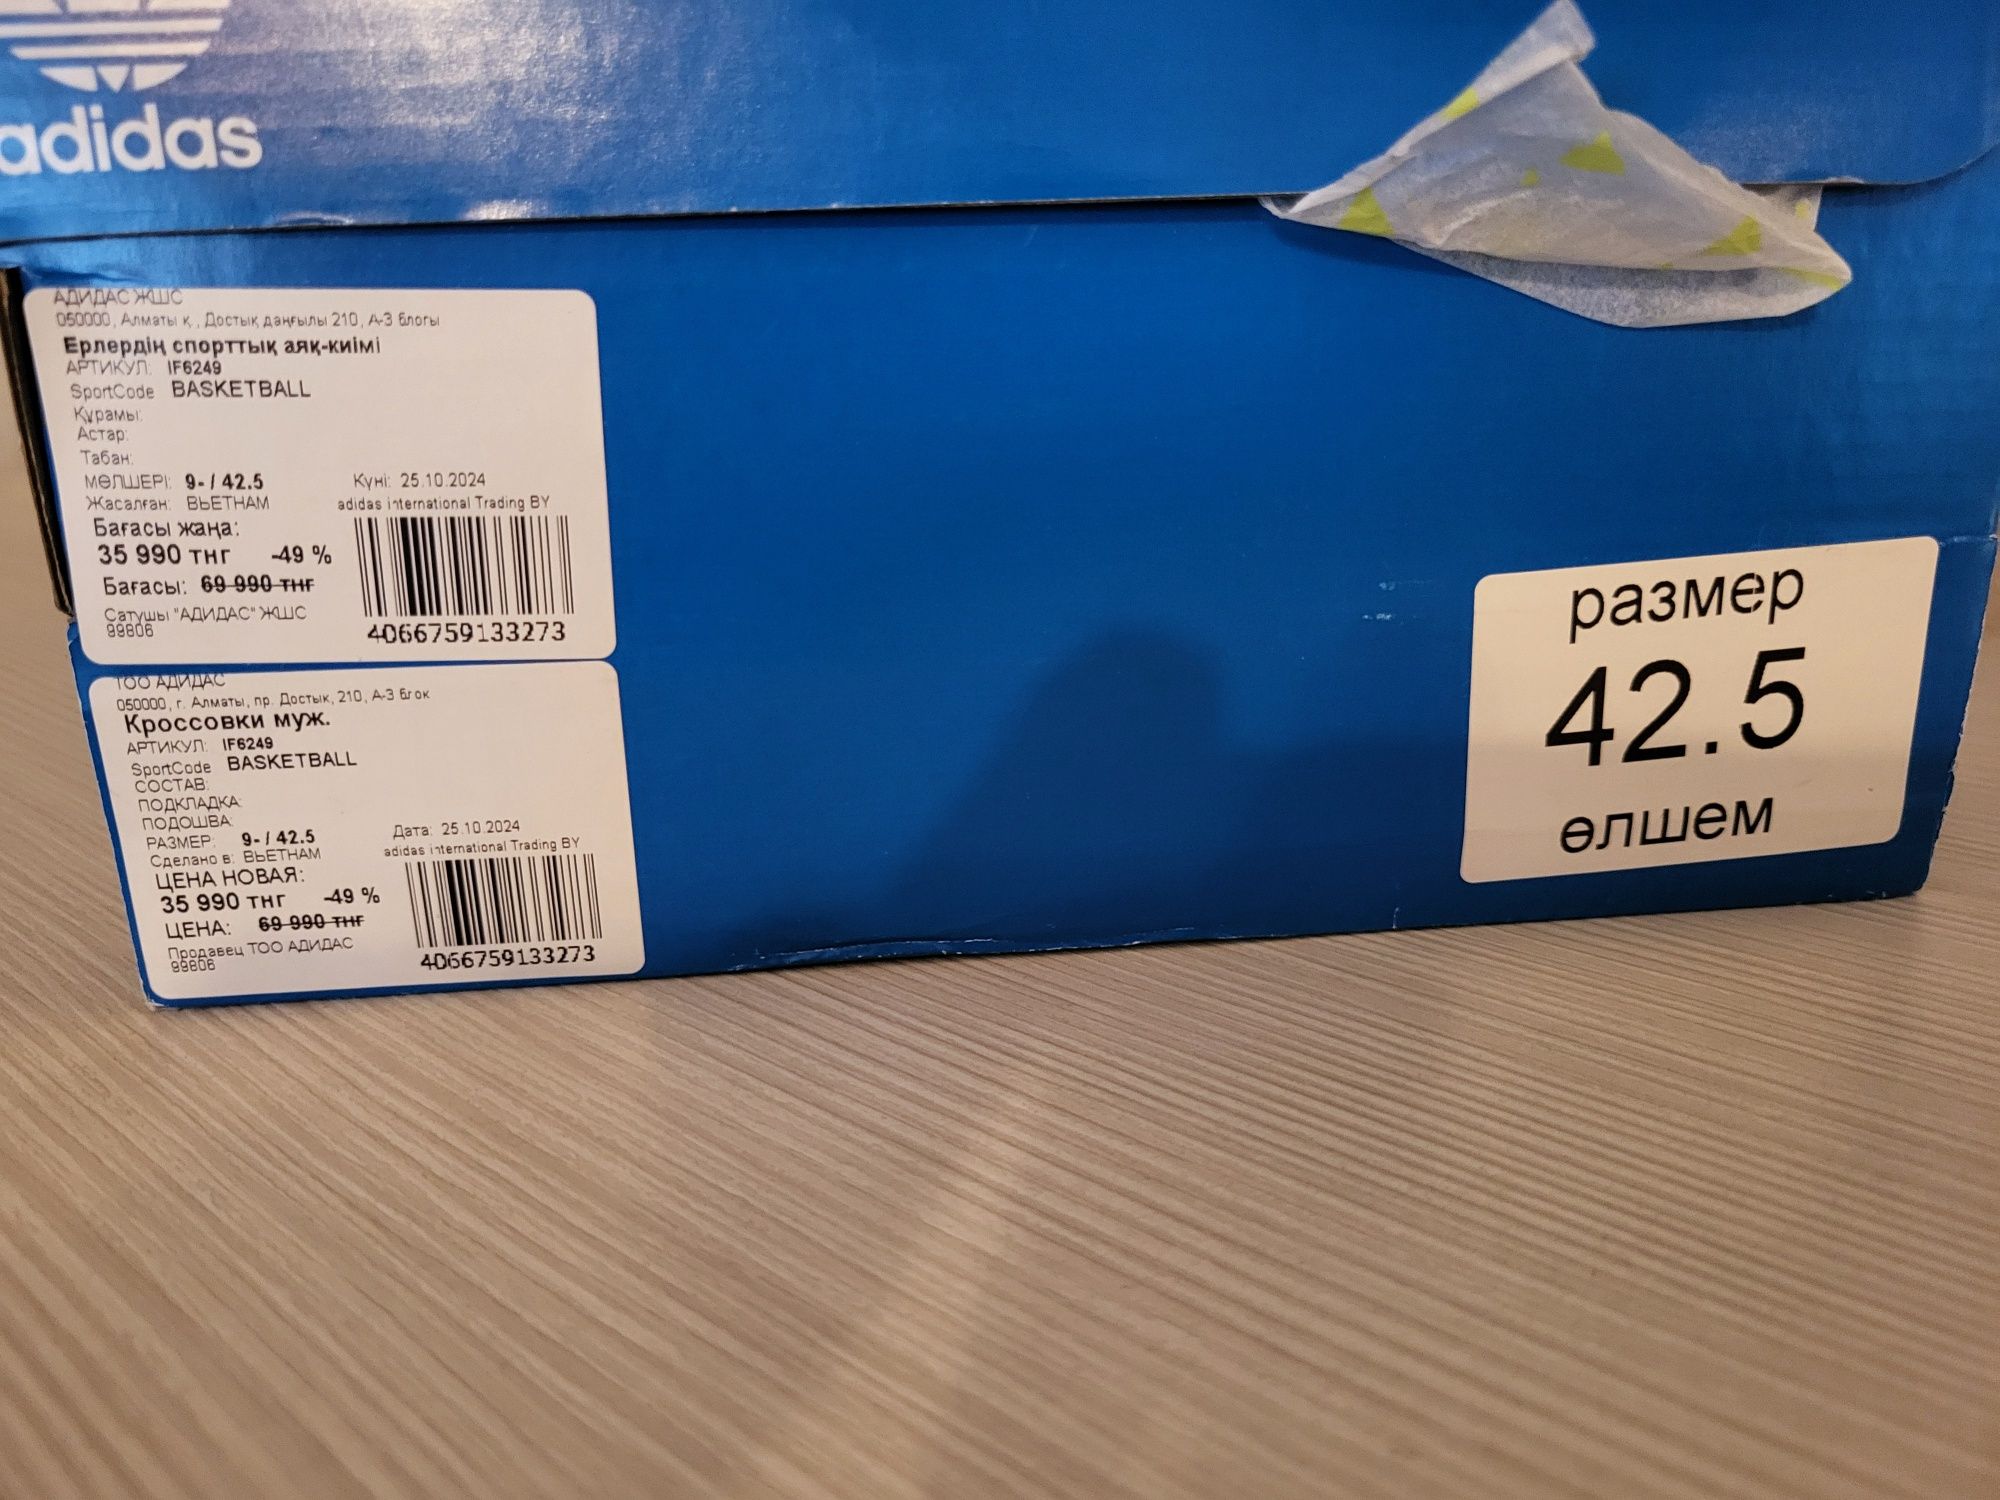 adidas
АДИДАС ЖШС
050000, Алматы қ., Достық даңғылы 210, А-3 блогы
Ерлердің спорттық аяқ-киімі
АРТИКУЛ: IF6249
SportCode BASKETBALL
Құрамы:
Астар:
Табан:
МӨЛШЕРІ: 9- / 42.5 Күні: 25.10.2024
Жасалған: ВЬЕТНАМ adidas international Trading BY
Бағасы жаңа:
35 990 тнг -49 %
Бағасы: 69 990 тнг
Сатушы "АДИДАС" ЖШС
99806
4066759133273
ТОО АДИДАС
050000, г. Алматы, пр. Достык, 210, А-3 блок
Кроссовки муж.
АРТИКУЛ: IF6249
SportCode BASKETBALL
СОСТАВ:
ПОДКЛАДКА:
ПОДОШВА:
РАЗМЕР: 9- / 42.5 Дата: 25.10.2024
Сделано в: ВЬЕТНАМ adidas international Trading BY
ЦЕНА НОВАЯ:
35 990 тнг -49 %
ЦЕНА: 69 990 тнг
Продавец ТОО АДИДАС
99806
4066759133273
размер
42.5
өлшем